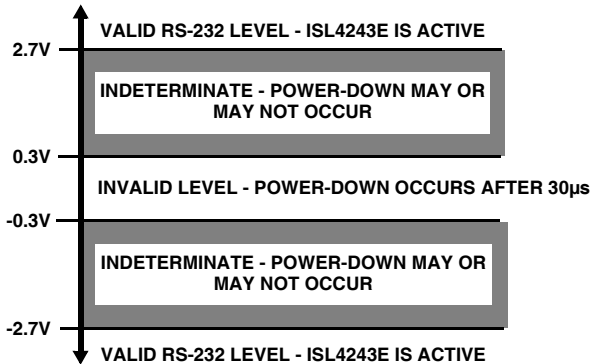 VALID RS-232 LEVEL - ISL4243E IS ACTIVE
2.7V
INDETERMINATE - POWER-DOWN MAY OR
MAY NOT OCCUR
0.3V
INVALID LEVEL - POWER-DOWN OCCURS AFTER 30µs
-0.3V
INDETERMINATE - POWER-DOWN MAY OR
MAY NOT OCCUR
-2.7V
VALID RS-232 LEVEL - ISL4243E IS ACTIVE